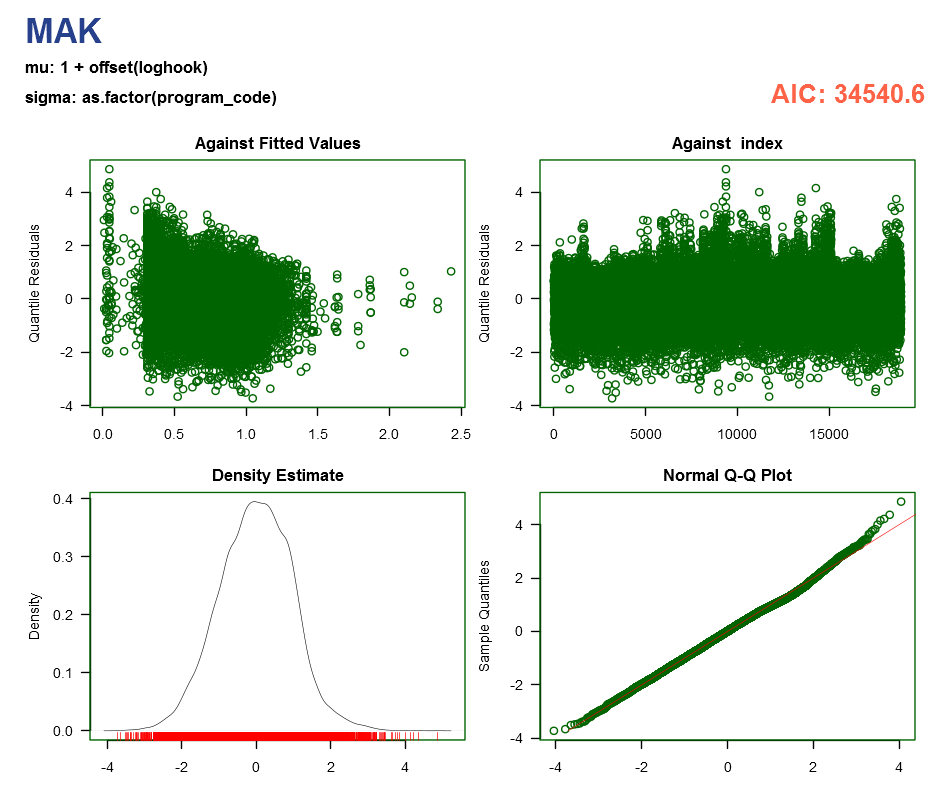 MAK
mu: 1 + offset(loghook)
sigma: as.factor(program_code)
AIC: 34540.6
Against Fitted Values
Quantile Residuals
4
2
0
-2
-4
0.0 0.5 1.0 1.5 2.0 2.5
Against  index
Quantile Residuals
4
2
0
-2
-4
0 5000 10000 15000
Density Estimate
Density
0.4
0.3
0.2
0.1
0.0
-4 -2 0 2 4
Normal Q-Q Plot
Sample Quantiles
4
2
0
-2
-4
-4 -2 0 2 4